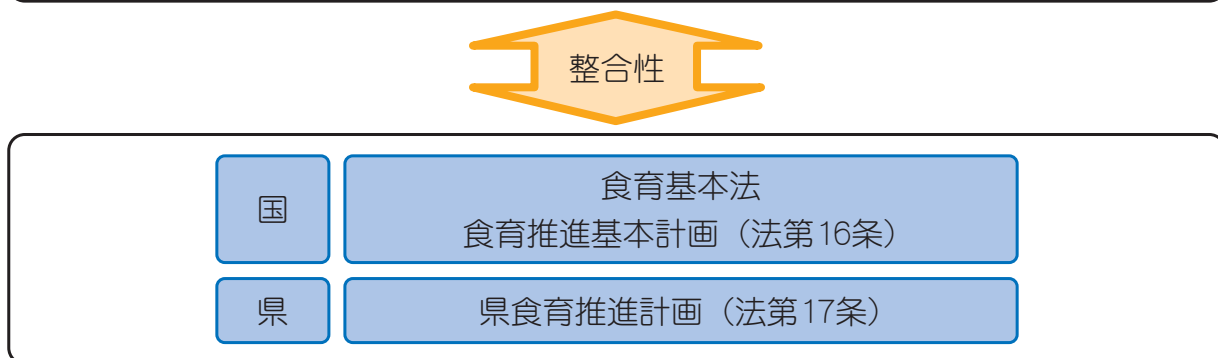 整合性
国
食育基本法
食育推進基本計画（法第16条）
県
県食育推進計画（法第17条）